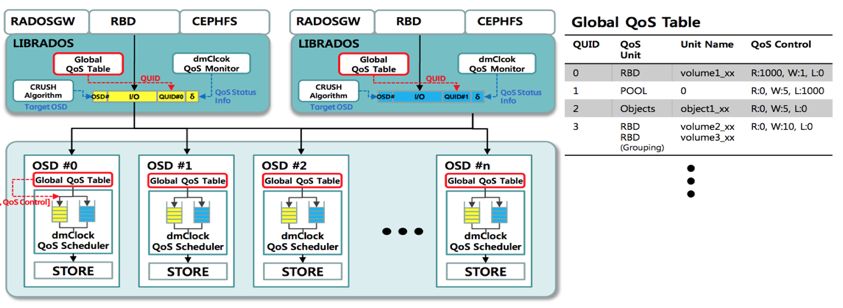 RADOSGW RBD CEPHFS
LIBRADOS
Global
QoS Table
dmClcok
QoS Monitor
QUID
CRUSH
Algorithm
OSD# I/O QUID#0 δ
Target OSD
QoS Status
Info
RADOSGW RBD CEPHFS
LIBRADOS
Global
QoS Table
dmClcok
QoS Monitor
QUID
CRUSH
Algorithm
OSD# I/O QUID#1 δ
Target OSD
QoS Status
Info
OSD #0
Global QoS Table
, QoS Control]
dmClock
QoS Scheduler
STORE
OSD #1
Global QoS Table
dmClock
QoS Scheduler
STORE
OSD #2
Global QoS Table
dmClock
QoS Scheduler
STORE
OSD #n
Global QoS Table
dmClock
QoS Scheduler
STORE
Global QoS Table
QUID QoS Unit Unit Name QoS Control
0 RBD volume1_xx R:1000, W:1, L:0
1 POOL 0 R:0, W:5, L:1000
2 Objects object1_xx R:0, W:5, L:0
3 RBD volume2_xx R:0, W:10, L:0
RBD volume3_xx
(Grouping)